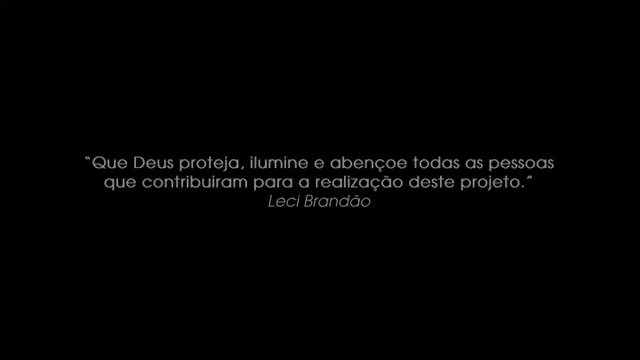 “Que Deus proteja, ilumine e abençoe todas as pessoas
que contribuiram para a realização deste projeto.”
Leci Brandão